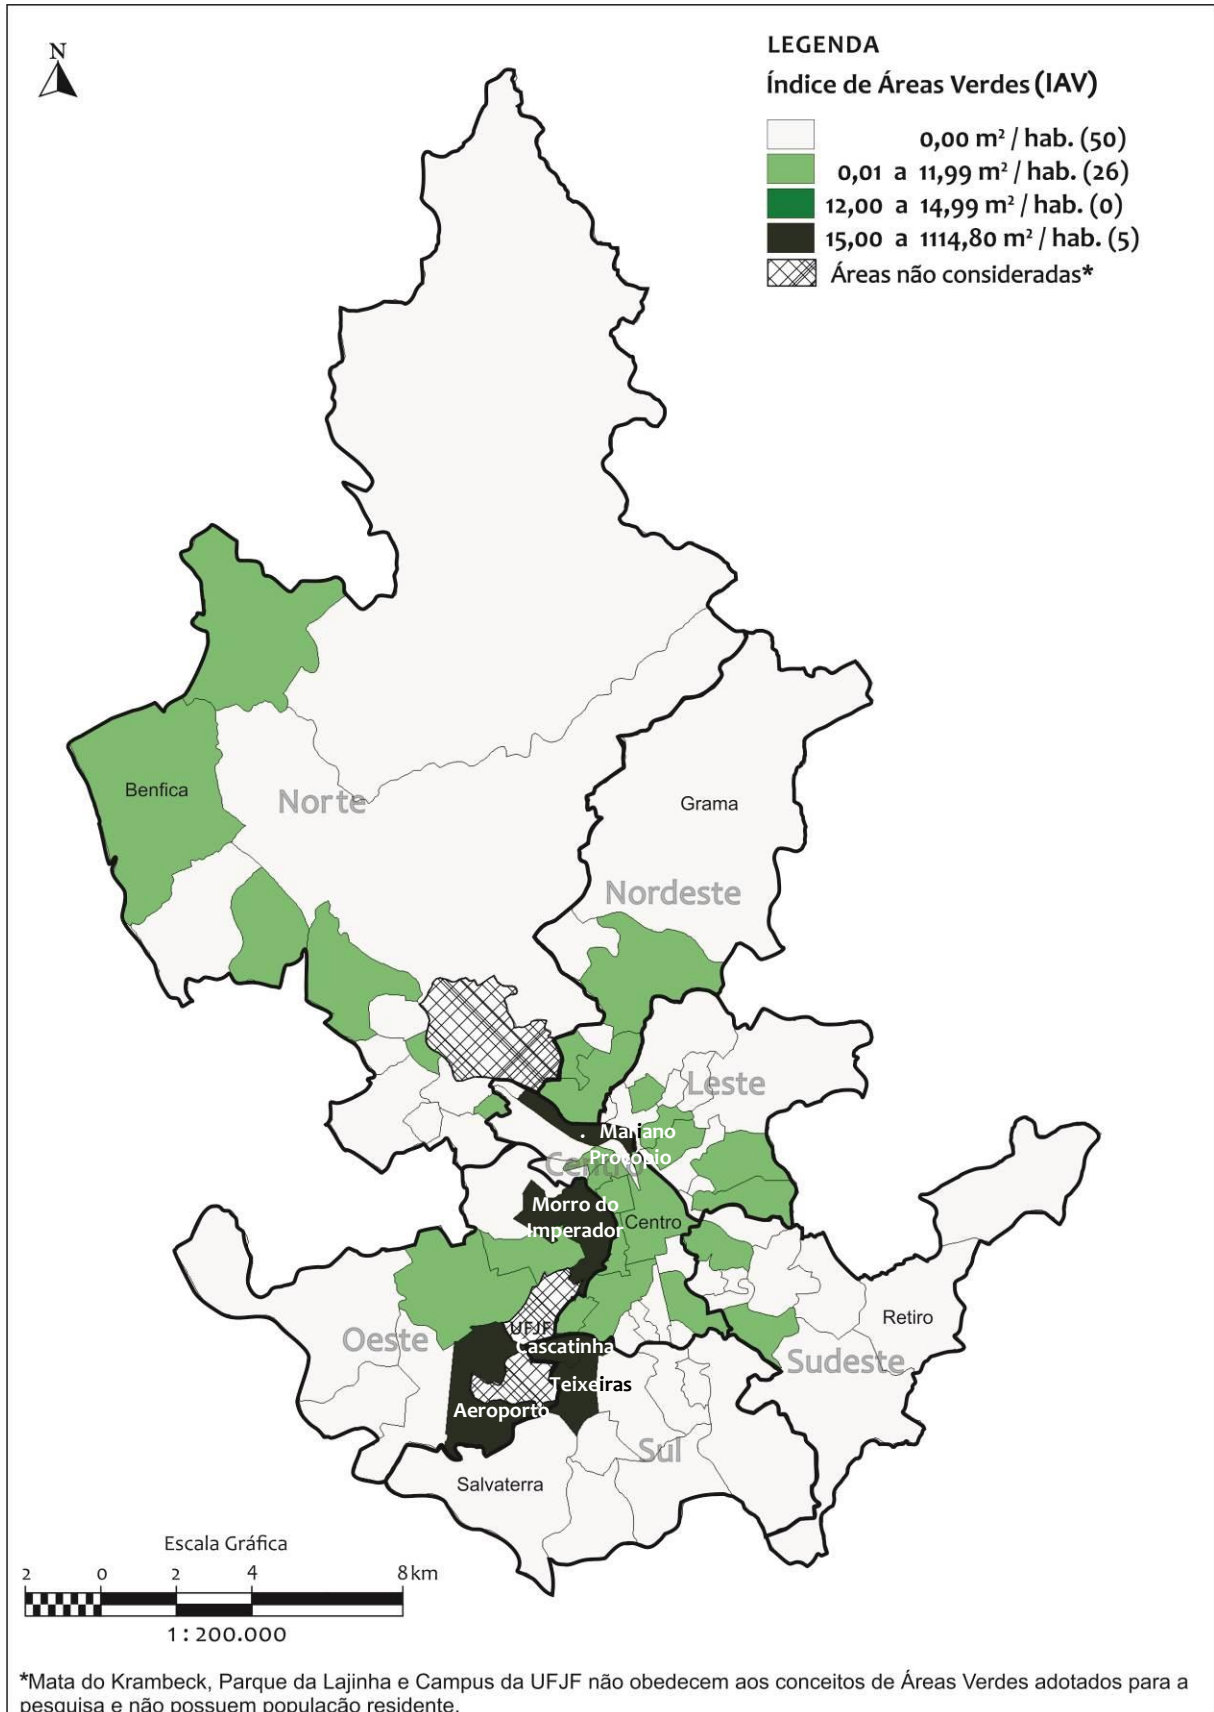 N
LEGENDA
Índice de Áreas Verdes (IAV)
0,00 m² / hab. (50)
0,01 a 11,99 m² / hab. (26)
12,00 a 14,99 m² / hab. (0)
15,00 a 1114,80 m² / hab. (5)
Áreas não consideradas*
Benfica
Norte
Grama
Nordeste
Leste
Mariano
Procópio
Centro
Morro do
Imperador
Centro
Retiro
UFJF
Oeste
Cascatinha
Sudeste
Teixeiras
Aeroporto
Sul
Salvaterra
Escala Gráfica
2 0 2 4 8 km
1 : 200.000
*Mata do Krambeck, Parque da Lajinha e Campus da UFJF não obedecem aos conceitos de Áreas Verdes adotados para a
pesquisa e não possuem população residente.